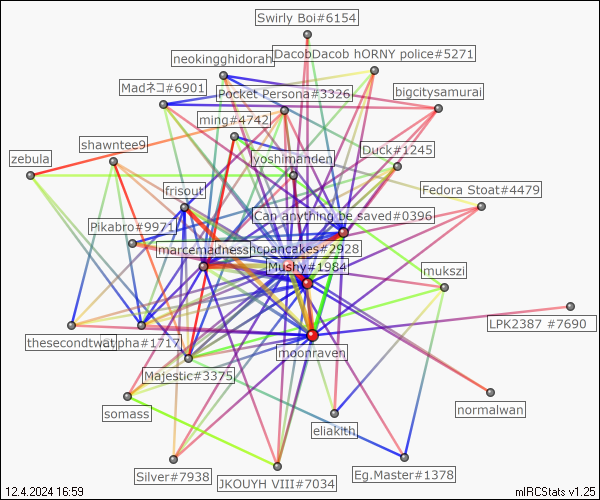 Swirly Boi#6154
DacobDacob hORNY police#5271
neokingghidorah
Madネコ#6901
Pocket Persona#3326
bigcitysamurai
ming#4742
shawntee9
Duck#1245
zebula
yoshimanden
frisout
Fedora Stoat#4479
Can anything be saved#0396
Pikabro#9971
marcemadness
hcpancakes#2928
Mushy#1984
mukszi
LPK2387 #7690
thesecondtwat
lpha#1717
moonraven
Majestic#3375
normalwan
somass
eliakith
Silver#7938
JKOUYH VIII#7034
Eg.Master#1378
12.4.2024 16:59
mIRCStats v1.25